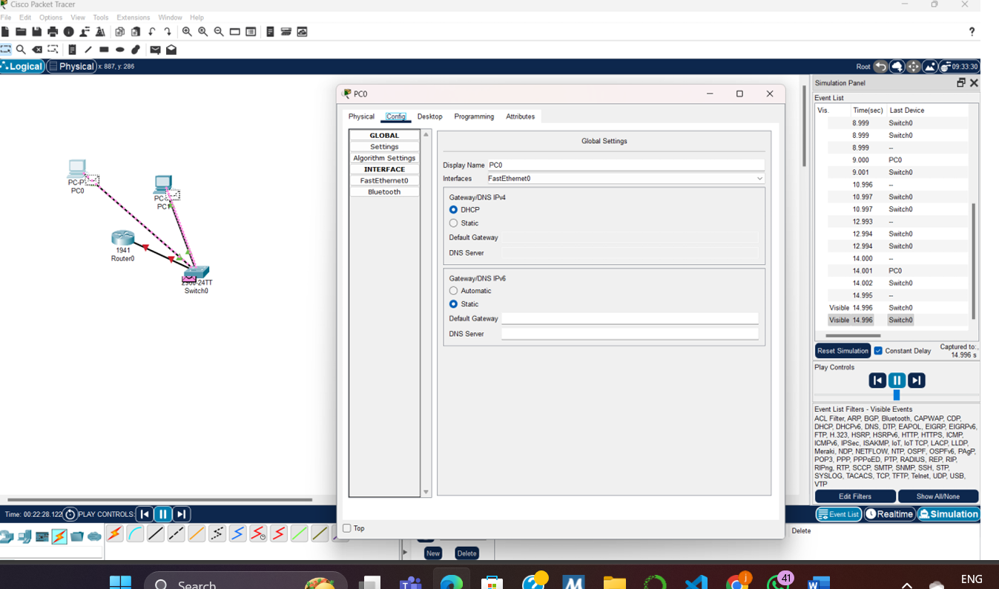 Cisco Packet Tracer
File Edit Options View Tools Extensions Window Help
?
Logical Physical x: 887, y: 286 Root 09:33:30
PC0
Physical Config Desktop Programming Attributes
GLOBAL
Settings
Algorithm Settings
INTERFACE
FastEthernet0
Bluetooth
Global Settings
Display Name PC0
Interfaces FastEthernet0
Gateway/DNS IPv4
DHCP
Static
Default Gateway
DNS Server
Gateway/DNS IPv6
Automatic
Static
Default Gateway
DNS Server
Top
PC-P
PC0
PC-
PC1
1941
Router0
24TT
Switch0
Simulation Panel
Event List
Vis. Time(sec) Last Device
8.999 Switch0
8.999 Switch0
8.999 --
9.000 PC0
9.001 Switch0
10.996 --
10.997 Switch0
10.997 Switch0
12.993 --
12.994 Switch0
12.994 Switch0
14.000 --
14.001 PC0
14.002 Switch0
14.995 --
Visible 14.996 Switch0
Visible 14.996 Switch0
Reset Simulation Constant Delay Captured to:
14.996 s
Play Controls
Event List Filters - Visible Events
ACL Filter, ARP, BGP, Bluetooth, CAPWAP, CDP,
DHCP, DHCPv6, DNS, DTP, EAPOL, EIGRP, EIGRPv6,
FTP, H.323, HSRP, HSRPv6, HTTP, HTTPS, ICMP,
ICMPv6, IPSec, ISAKMP, IoT, IoT TCP, LACP, LLDP,
Meraki, NDP, NETFLOW, NTP, OSPF, OSPFv6, PAgP,
POP3, PPP, PPPoED, PTP, RADIUS, REP, RIP,
RIPng, RTP, SCCP, SMTP, SNMP, SSH, STP,
SYSLOG, TACACS, TCP, TFTP, Telnet, UDP, USB,
VTP
Edit Filters Show All/None
Time: 00:22:28.122 PLAY CONTROLS:
Event List Realtime Simulation
Delete
New Delete
Search
41
ENG